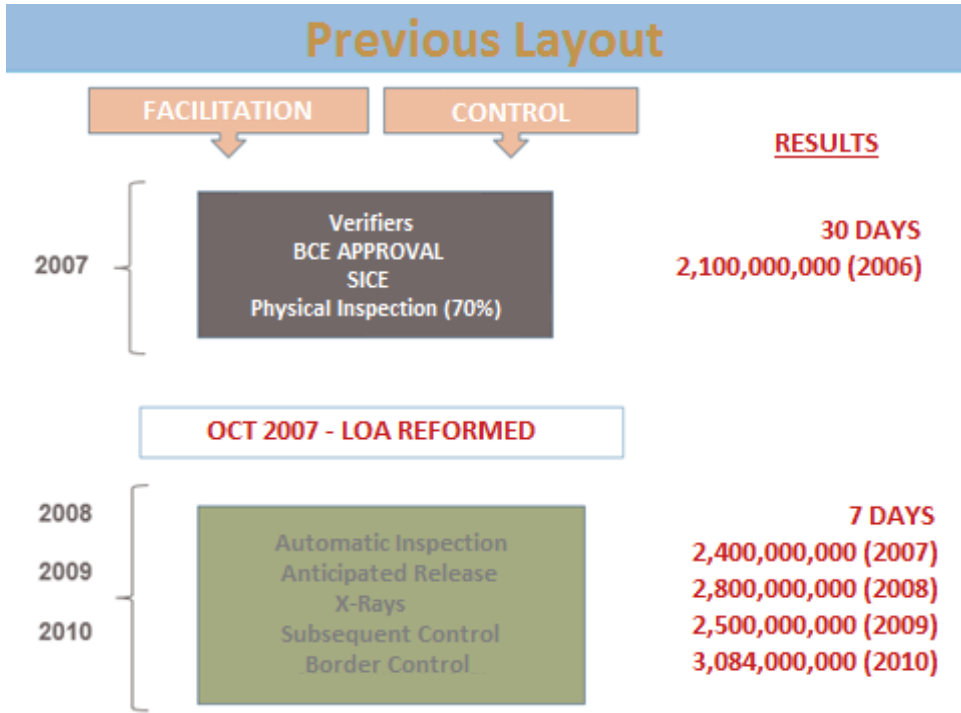 Previous Layout
FACILITATION
CONTROL
RESULTS
2007
Verifiers
BCE APPROVAL
SICE
Physical Inspection (70%)
30 DAYS
2,100,000,000 (2006)
OCT 2007 - LOA REFORMED
2008
2009
2010
Automatic Inspection
Anticipated Release
X-Rays
Subsequent Control
Border Control
7 DAYS
2,400,000,000 (2007)
2,800,000,000 (2008)
2,500,000,000 (2009)
3,084,000,000 (2010)